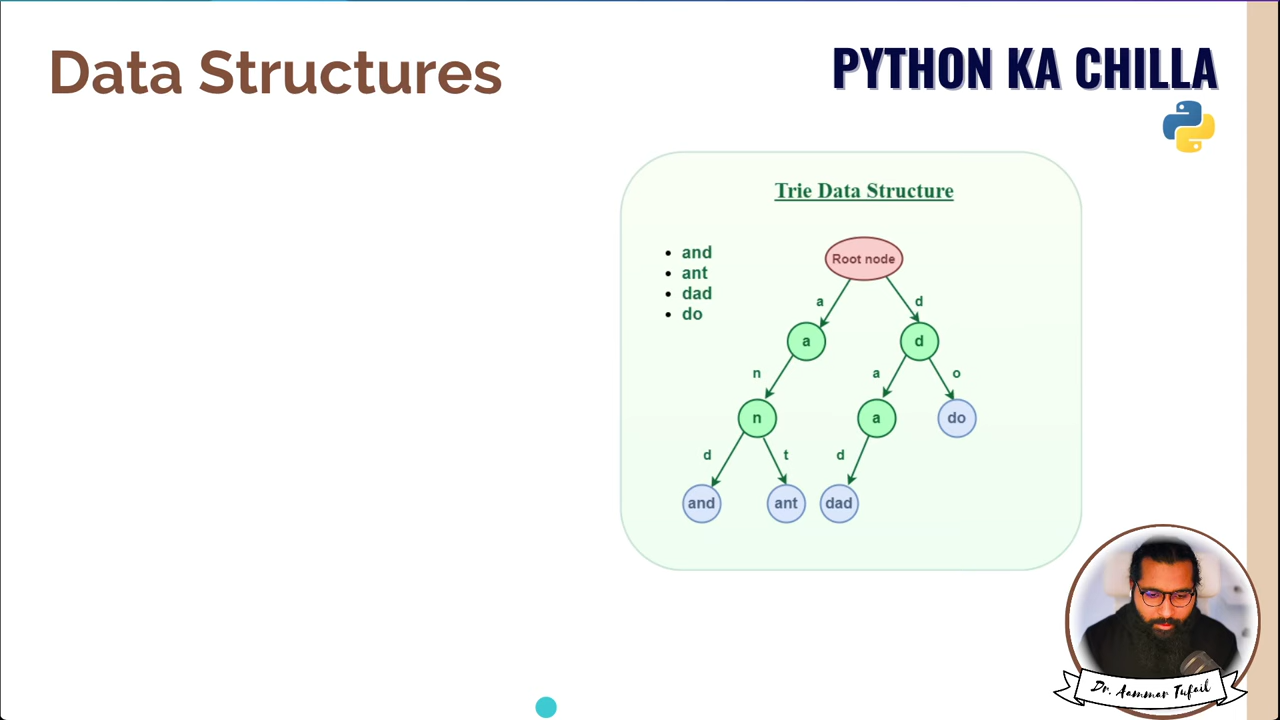 Data Structures
PYTHON KA CHILLA
Trie Data Structure
and
ant
dad
do
Root node
a
d
a
d
n
a
o
n
a
do
d
t
d
and
ant
dad
Dr. Aammar Tufail